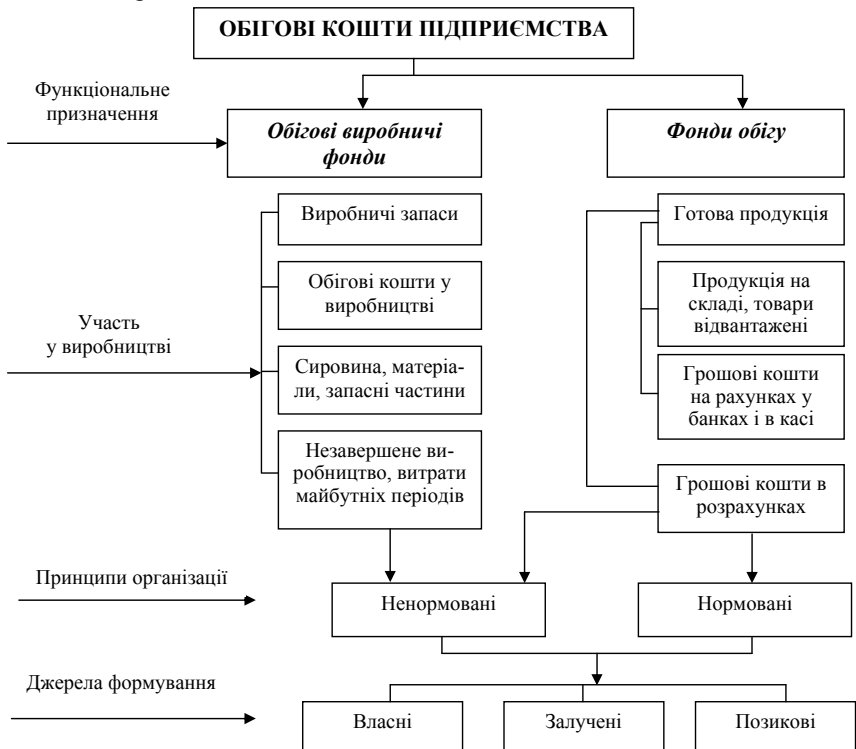 ОБІГОВІ КОШТИ ПІДПРИЄМСТВА
Функціональне
призначення
Обігові виробничі
фонди
Фонди обігу
Виробничі запаси
Готова продукція
Обігові кошти у
виробництві
Продукція на
складі, товари
відвантажені
Участь
у виробництві
Сировина, матеріа-
ли, запасні частини
Грошові кошти
на рахунках у
банках і в касі
Незавершене ви-
робництво, витрати
майбутніх періодів
Грошові кошти в
розрахунках
Принципи організації
Ненормовані
Нормовані
Джерела формування
Власні
Залучені
Позикові